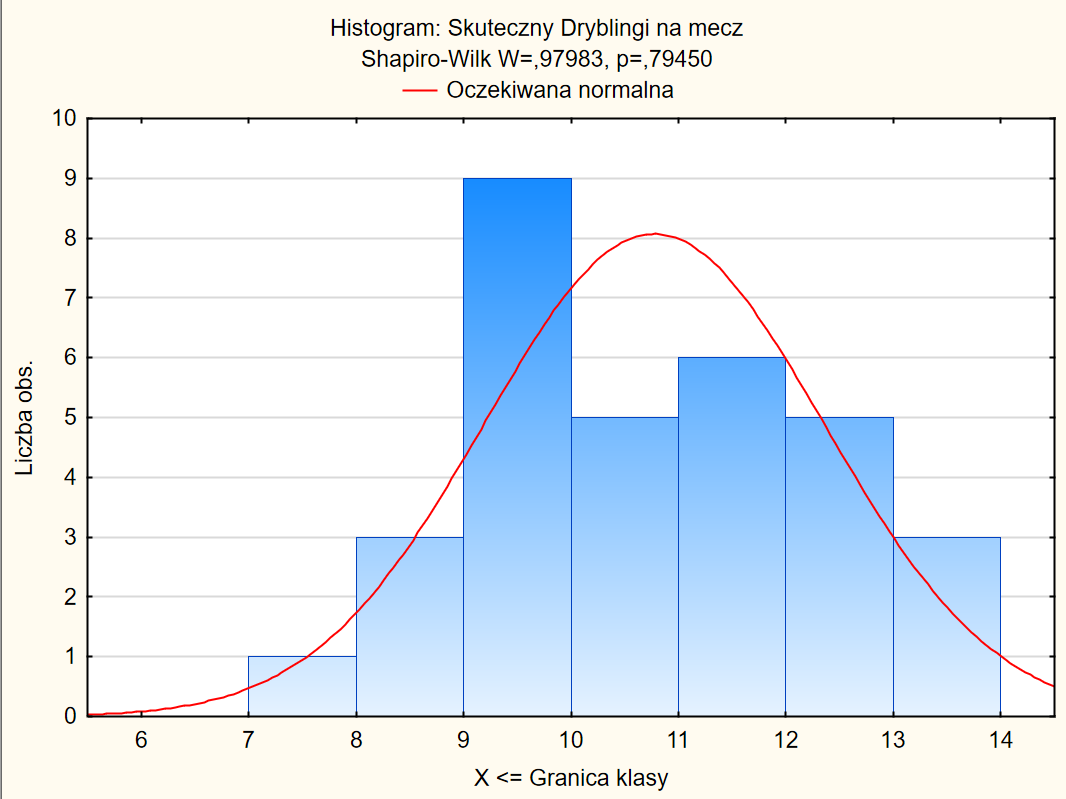 Histogram: Skuteczny Dryblingi na mecz
Shapiro-Wilk W=,97983, p=,79450
Oczekiwana normalna
10
9
8
7
6
5
4
3
2
1
0
Liczba obs.
6 7 8 9 10 11 12 13 14
X <= Granica klasy